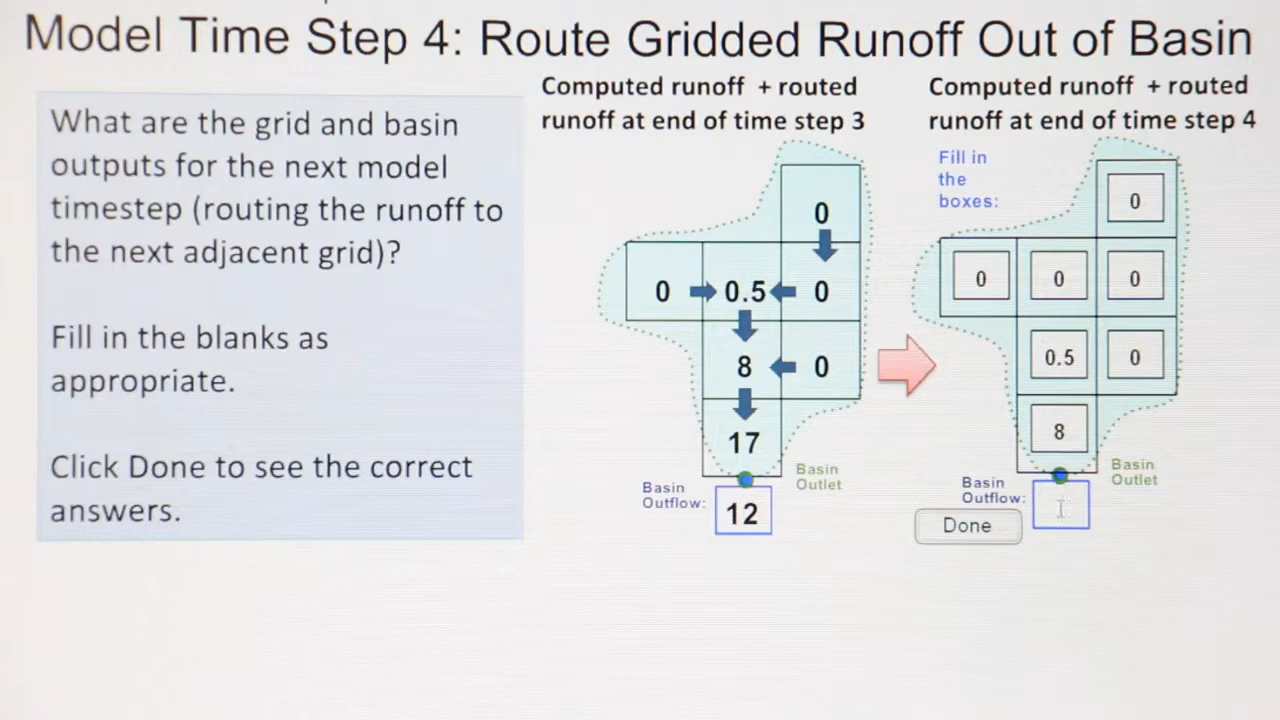 Model Time Step 4: Route Gridded Runoff Out of Basin
What are the grid and basin
outputs for the next model
timestep (routing the runoff to
the next adjacent grid)?
Fill in the blanks as
appropriate.
Click Done to see the correct
answers.
Computed runoff + routed
runoff at end of time step 3
0
0 0.5 0
8 0
17
Basin
Outflow:
12
Basin
Outlet
Computed runoff + routed
runoff at end of time step 4
Fill in
the
boxes:
0
0 0 0
0.5 0
8
Basin
Outflow:
Basin
Outlet
Done